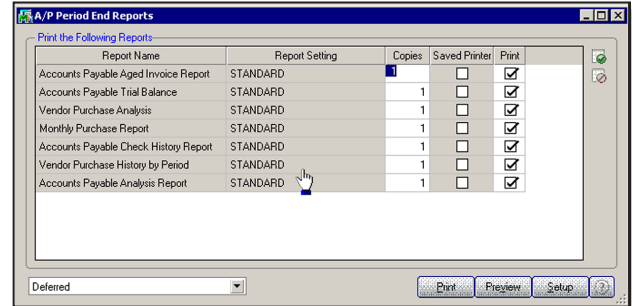 A/P Period End Reports
Print the Following Reports
Report Name Report Setting Copies Saved Printer Print
Accounts Payable Aged Invoice Report STANDARD 1
Accounts Payable Trial Balance STANDARD 1
Vendor Purchase Analysis STANDARD 1
Monthly Purchase Report STANDARD 1
Accounts Payable Check History Report STANDARD 1
Vendor Purchase History by Period STANDARD 1
Accounts Payable Analysis Report STANDARD 1
Deferred Print Preview Setup ?